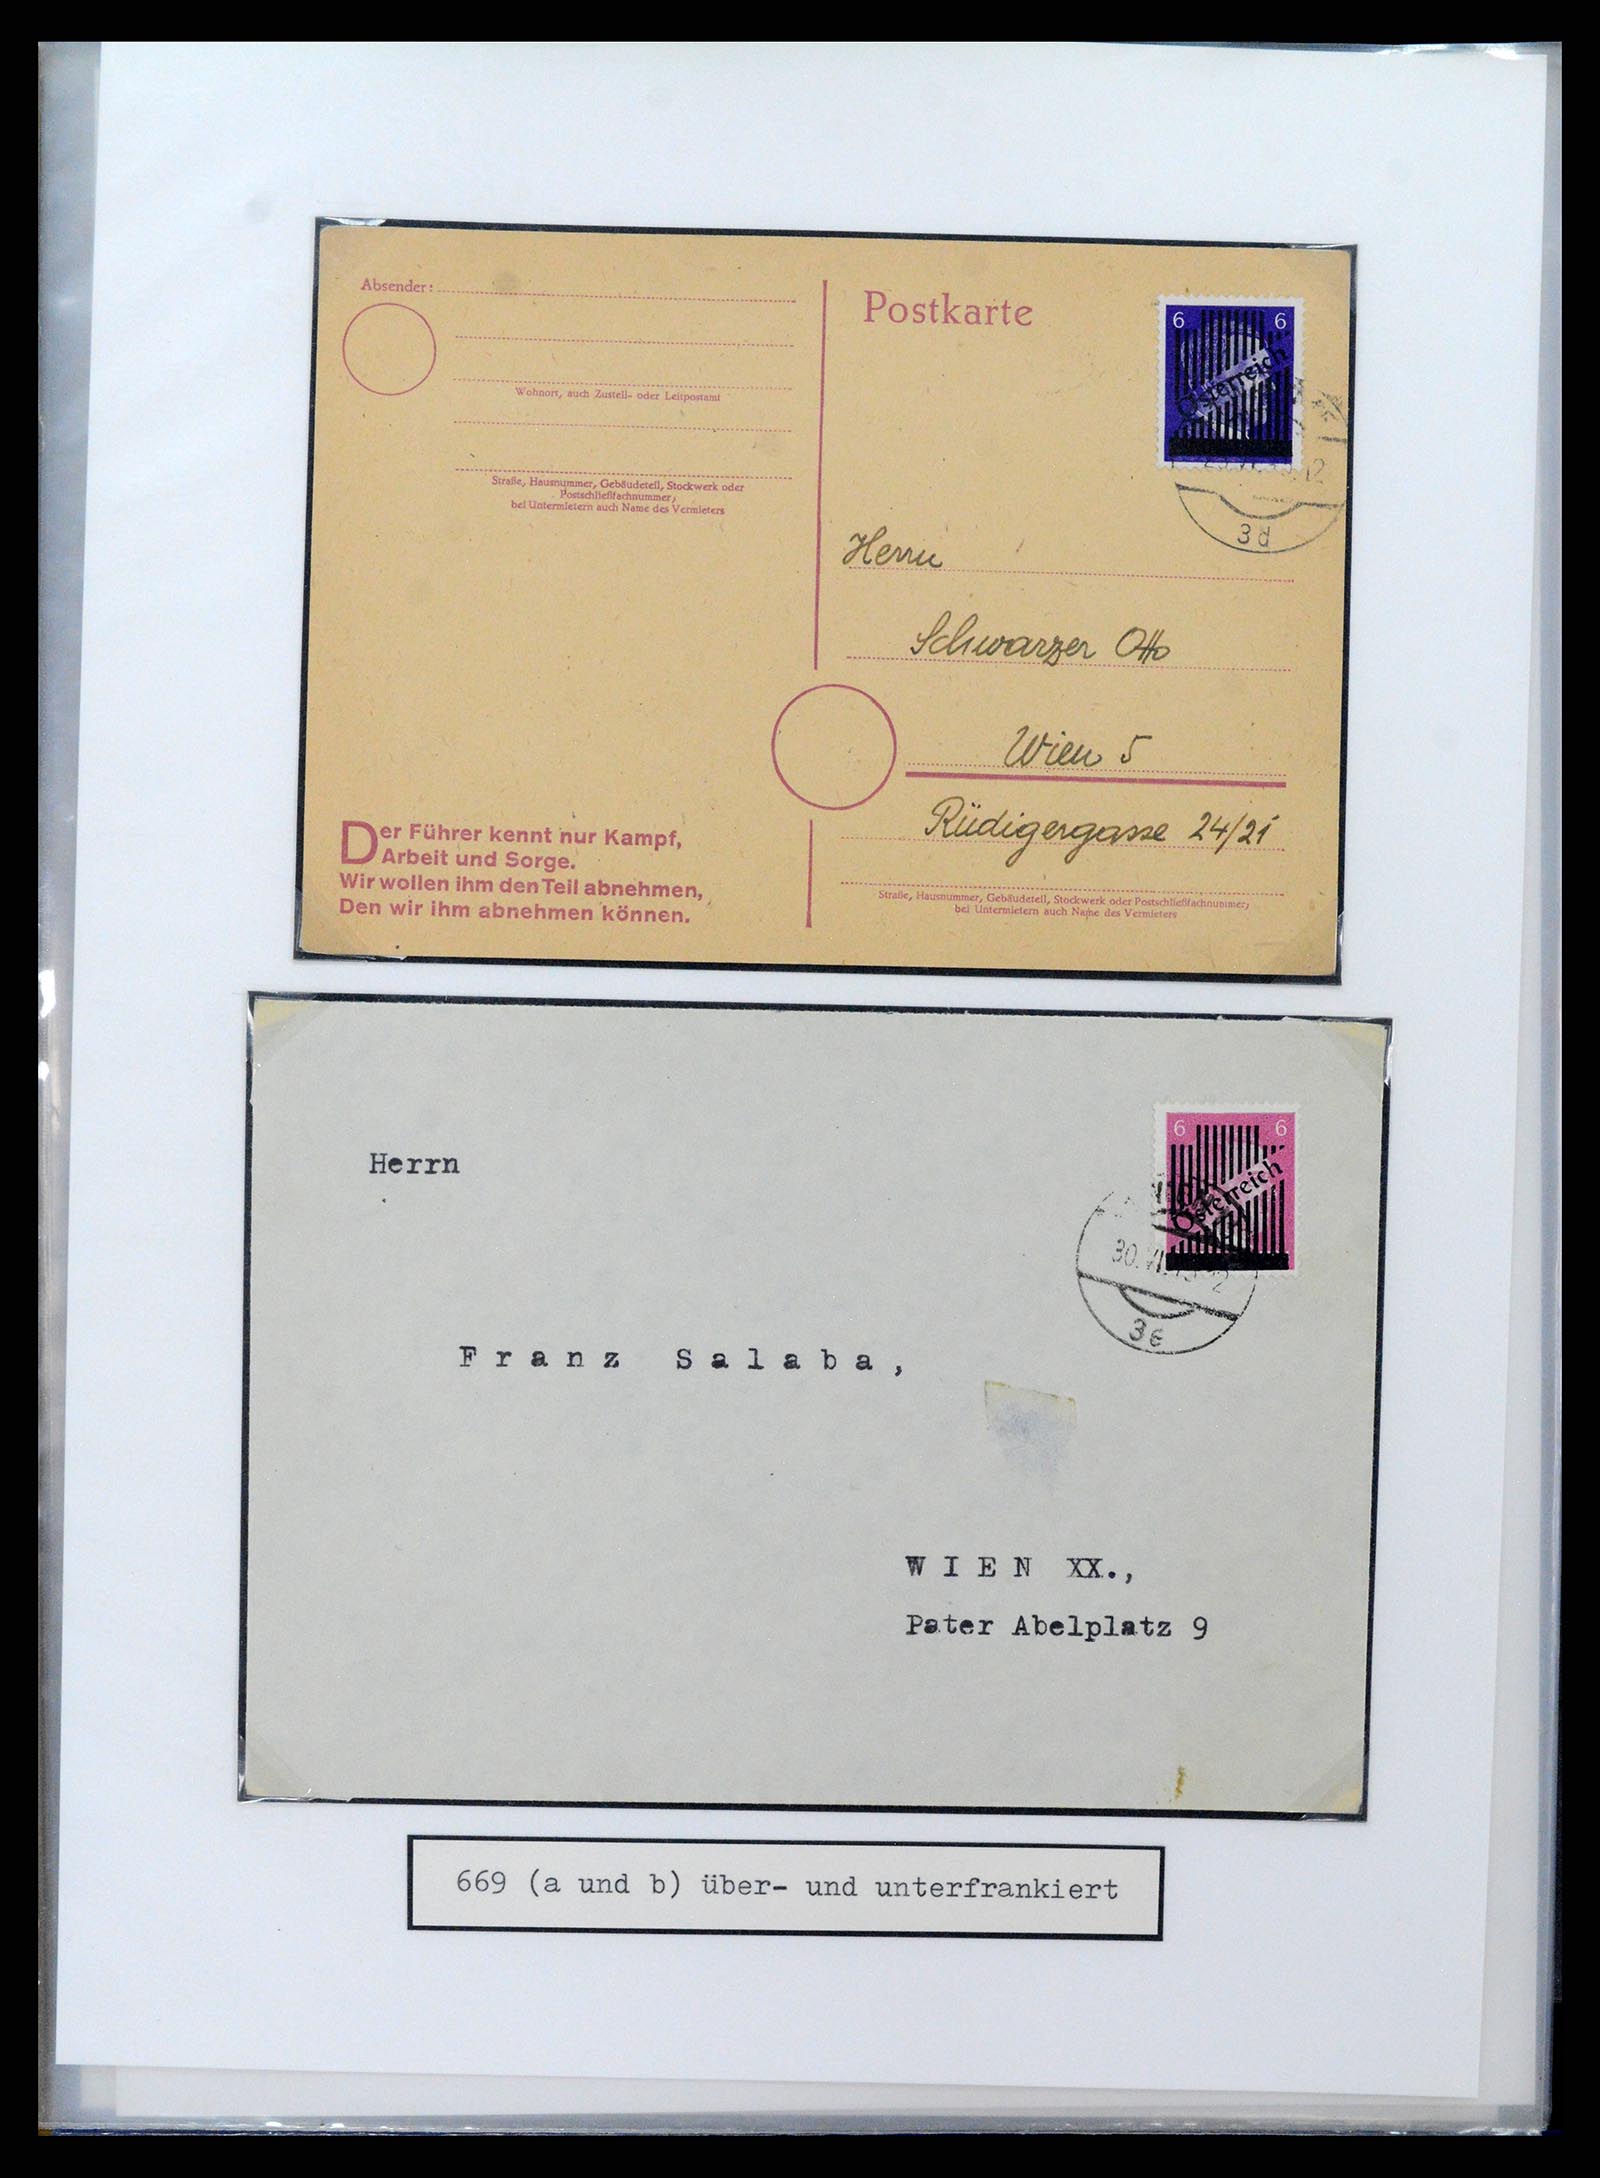 Absender:
Wohnort, auch Zustell- oder Leitpostamt
Straße, Hausnummer, Gebäudeteil, Stockwerk oder
Postschließfachnummer,
bei Untermietern auch Name des Vermieters
Postkarte
6 6
Österreich
12
3d
Herrn
Schwarzer Otto
Wien 5
Rüdigergasse 24/21
Straße, Hausnummer, Gebäudeteil, Stockwerk oder Postschließfachnummer,
bei Untermietern auch Name des Vermieters
Der Führer kennt nur Kampf,
Arbeit und Sorge.
Wir wollen ihm den Teil abnehmen,
Den wir ihm abnehmen können.
6 6
Österreich
30.VI.
3e
Herrn
Franz Salaba,
WIEN XX.,
Pater Abelplatz 9
669 (a und b) über- und unterfrankiert